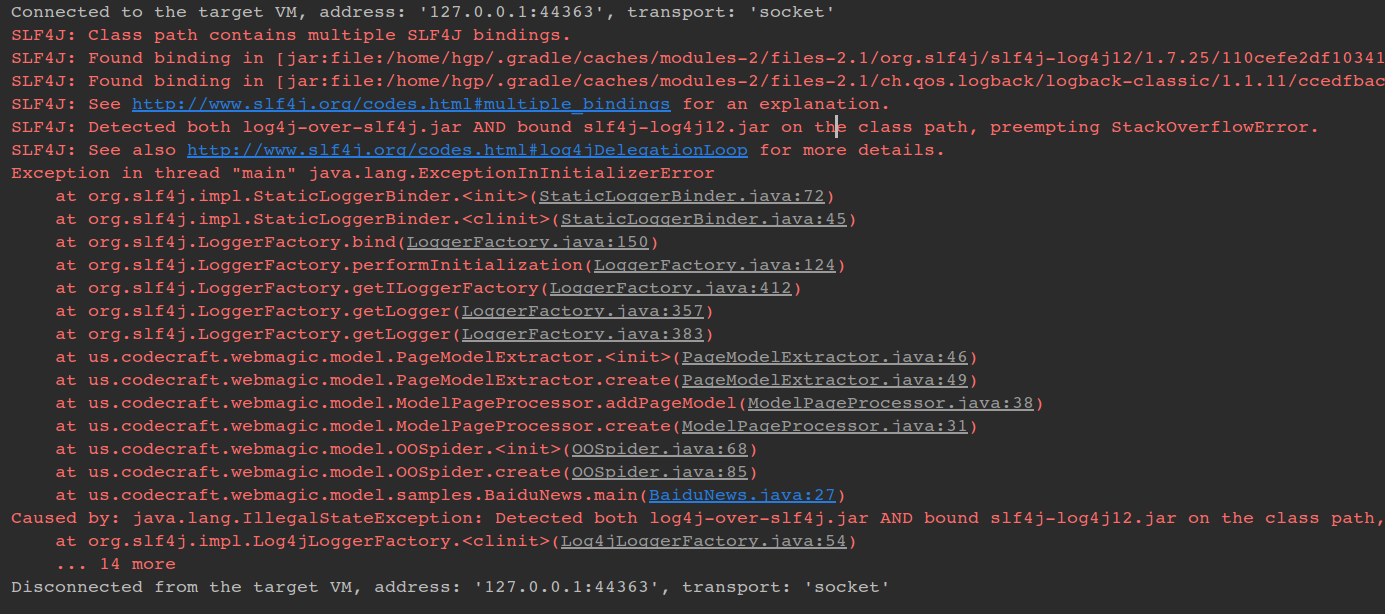 Connected to the target VM, address: '127.0.0.1:44363', transport: 'socket'
SLF4J: Class path contains multiple SLF4J bindings.
SLF4J: Found binding in [jar:file:/home/hgp/.gradle/caches/modules-2/files-2.1/org.slf4j/slf4j-log4j12/1.7.25/110cefe2df10341
SLF4J: Found binding in [jar:file:/home/hgp/.gradle/caches/modules-2/files-2.1/ch.qos.logback/logback-classic/1.1.11/ccedfbac
SLF4J: See http://www.slf4j.org/codes.html#multiple_bindings for an explanation.
SLF4J: Detected both log4j-over-slf4j.jar AND bound slf4j-log4j12.jar on the class path, preempting StackOverflowError.
SLF4J: See also http://www.slf4j.org/codes.html#log4jDelegationLoop for more details.
Exception in thread "main" java.lang.ExceptionInInitializerError
    at org.slf4j.impl.StaticLoggerBinder.<init>(StaticLoggerBinder.java:72)
    at org.slf4j.impl.StaticLoggerBinder.<clinit>(StaticLoggerBinder.java:45)
    at org.slf4j.LoggerFactory.bind(LoggerFactory.java:150)
    at org.slf4j.LoggerFactory.performInitialization(LoggerFactory.java:124)
    at org.slf4j.LoggerFactory.getILoggerFactory(LoggerFactory.java:412)
    at org.slf4j.LoggerFactory.getLogger(LoggerFactory.java:357)
    at org.slf4j.LoggerFactory.getLogger(LoggerFactory.java:383)
    at us.codecraft.webmagic.model.PageModelExtractor.<init>(PageModelExtractor.java:46)
    at us.codecraft.webmagic.model.PageModelExtractor.create(PageModelExtractor.java:49)
    at us.codecraft.webmagic.model.ModelPageProcessor.addPageModel(ModelPageProcessor.java:38)
    at us.codecraft.webmagic.model.ModelPageProcessor.create(ModelPageProcessor.java:31)
    at us.codecraft.webmagic.model.OOSpider.<init>(OOSpider.java:68)
    at us.codecraft.webmagic.model.OOSpider.create(OOSpider.java:85)
    at us.codecraft.webmagic.model.samples.BaiduNews.main(BaiduNews.java:27)
Caused by: java.lang.IllegalStateException: Detected both log4j-over-slf4j.jar AND bound slf4j-log4j12.jar on the class path,
    at org.slf4j.impl.Log4jLoggerFactory.<clinit>(Log4jLoggerFactory.java:54)
    ... 14 more
Disconnected from the target VM, address: '127.0.0.1:44363', transport: 'socket'